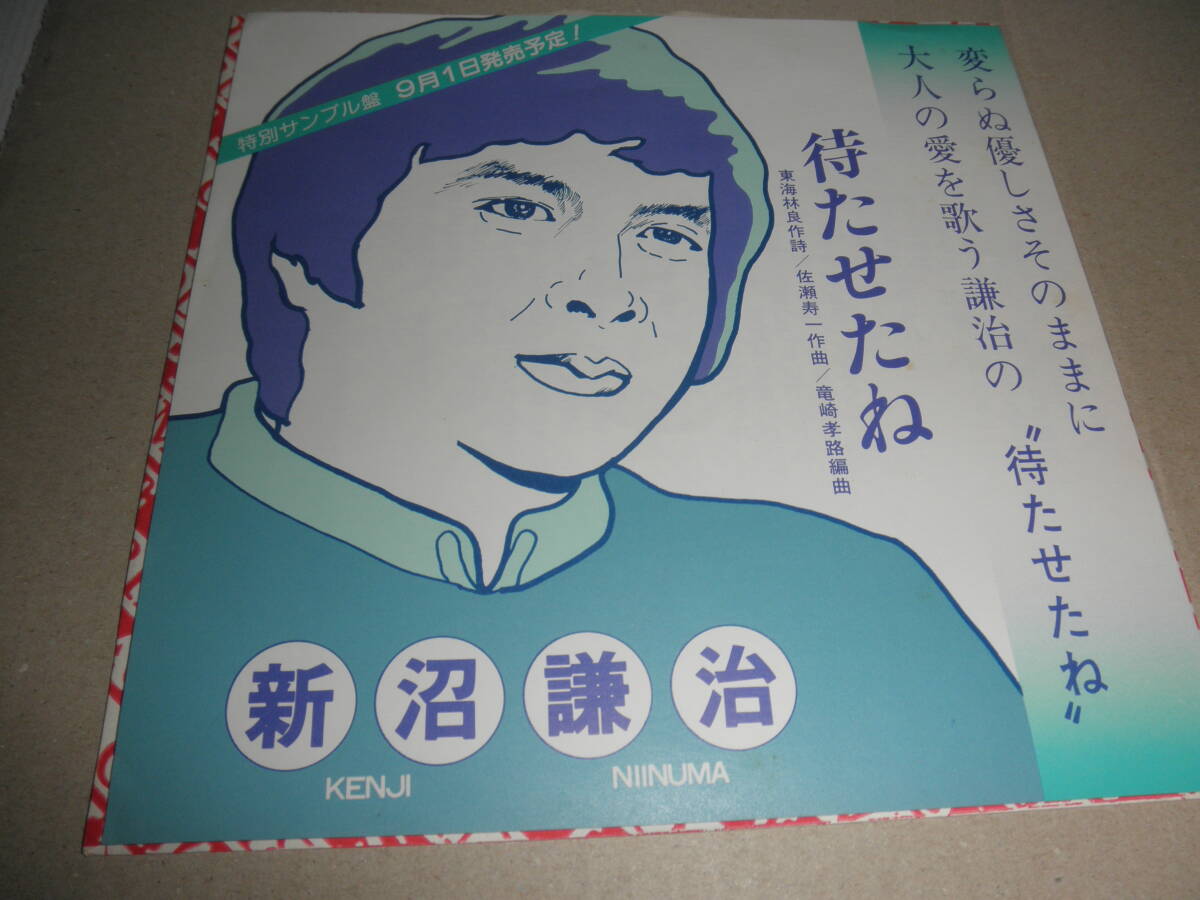 変らぬ優しさそのままに
大人の愛を歌う謙治の
〝待たせたね〟
待たせたね
東海林良作詩/佐瀬寿一作曲/竜崎孝路編曲
特別サンプル盤 9月1日発売予定!
新沼謙治
KENJI NIINUMA